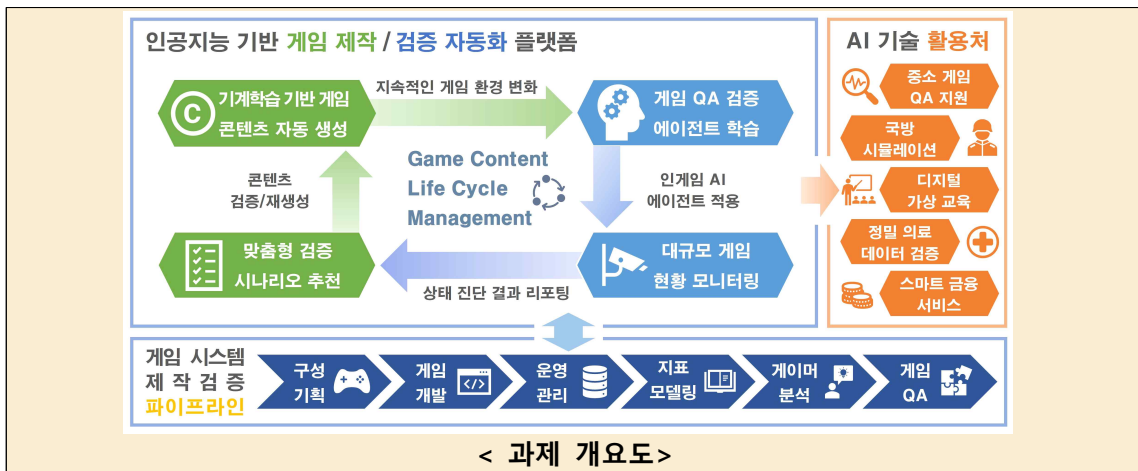 인공지능 기반 게임 제작 / 검증 자동화 플랫폼
C
기계학습 기반 게임
콘텐츠 자동 생성
지속적인 게임 환경 변화
게임 QA 검증
에이전트 학습
콘텐츠
검증/재생성
Game Content
Life Cycle
Management
인게임 AI
에이전트 적용
맞춤형 검증
시나리오 추천
상태 진단 결과 리포팅
대규모 게임
현황 모니터링
AI 기술 활용처
중소 게임
QA 지원
국방
시뮬레이션
디지털
가상 교육
정밀 의료
데이터 검증
스마트 금융
서비스
게임 시스템
제 작 검 증
파이프라인
구성
기획
게임
개발
</>
운영
관리
지표
모델링
게이머
분석
게임
QA
< 과제 개요도>